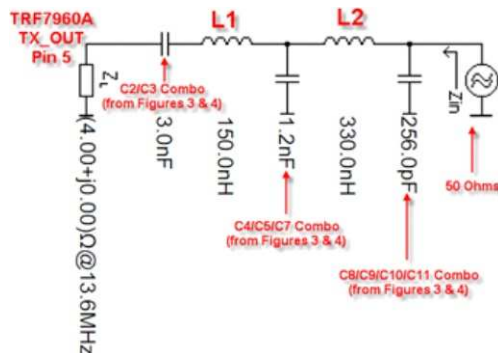 TRF7960A
TX_OUT
Pin 5
L1
L2
ZL
C2/C3 Combo
(from Figures 3 & 4)
Zin
(4.00+j0.00)Ω@13.6MHz
3.0nF
150.0nH
1.2nF
330.0nH
256.0pF
50 Ohms
C4/C5/C7 Combo
(from Figures 3 & 4)
C8/C9/C10/C11 Combo
(from Figures 3 & 4)